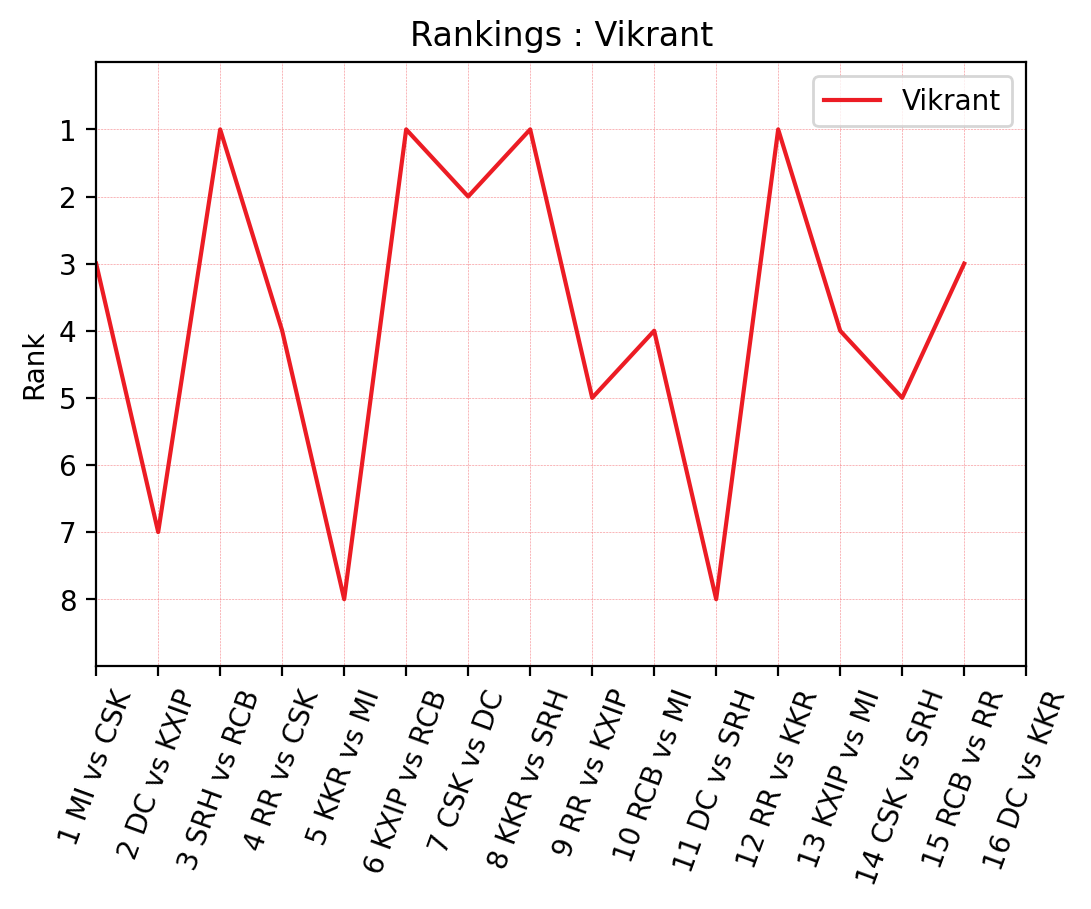 Rankings : Vikrant
Vikrant
Rank
1
2
3
4
5
6
7
8
1 MI vs CSK
2 DC vs KXIP
3 SRH vs RCB
4 RR vs CSK
5 KKR vs MI
6 KXIP vs RCB
7 CSK vs DC
8 KKR vs SRH
9 RR vs KXIP
10 RCB vs MI
11 DC vs SRH
12 RR vs KKR
13 KXIP vs MI
14 CSK vs SRH
15 RCB vs RR
16 DC vs KKR